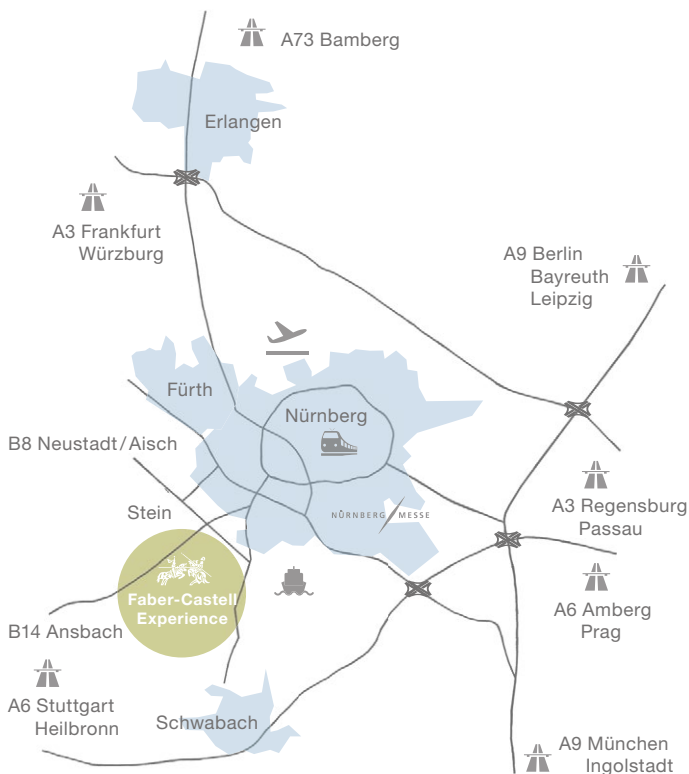 A73 Bamberg
Erlangen
A3 Frankfurt
Würzburg
A9 Berlin
Bayreuth
Leipzig
Fürth
Nürnberg
B8 Neustadt/Aisch
A3 Regensburg
Passau
Stein
NÜRNBERG MESSE
Faber-Castell
Experience
A6 Amberg
Prag
B14 Ansbach
A6 Stuttgart
Heilbronn
Schwabach
A9 München
Ingolstadt